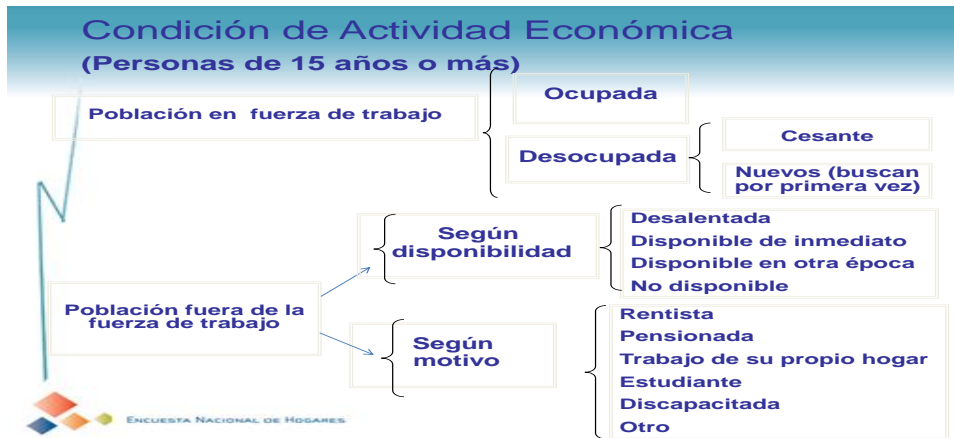 Condición de Actividad Económica
(Personas de 15 años o más)
Población en fuerza de trabajo
Ocupada
Desocupada
Cesante
Nuevos (buscan
por primera vez)
Población fuera de la
fuerza de trabajo
Según
disponibilidad
Desalentada
Disponible de inmediato
Disponible en otra época
No disponible
Según
motivo
Rentista
Pensionada
Trabajo de su propio hogar
Estudiante
Discapacitada
Otro
Encuesta Nacional de Hogares